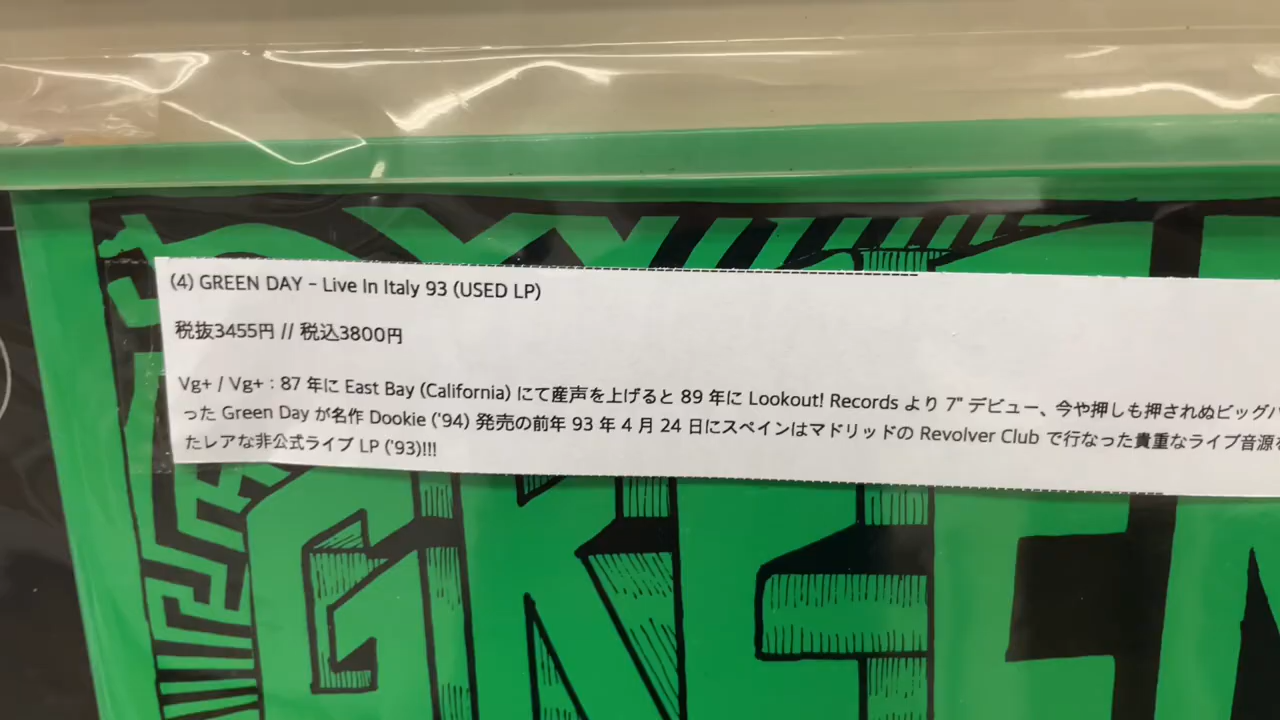 (4) GREEN DAY - Live In Italy 93 (USED LP)
税抜3455円 // 税込3800円
Vg+ / Vg+ : 87 年に East Bay (California) にて産声を上げると 89 年に Lookout! Records より 7" デビュー、今や押しも押されぬビッグバ
った Green Day が名作 Dookie ('94) 発売の前年 93 年 4 月 24 日にスペインはマドリッドの Revolver Club で行なった貴重なライブ音源を
たレアな非公式ライブ LP ('93)!!!
GREEN